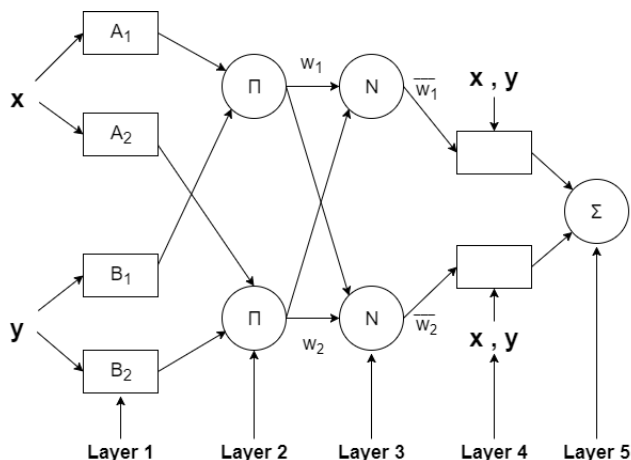 A₁
w₁
w̅₁
x , y
Π
N
x
A₂
Σ
B₁
y
Π
N
B₂
w₂
w̅₂
x , y
Layer 1
Layer 2
Layer 3
Layer 4
Layer 5